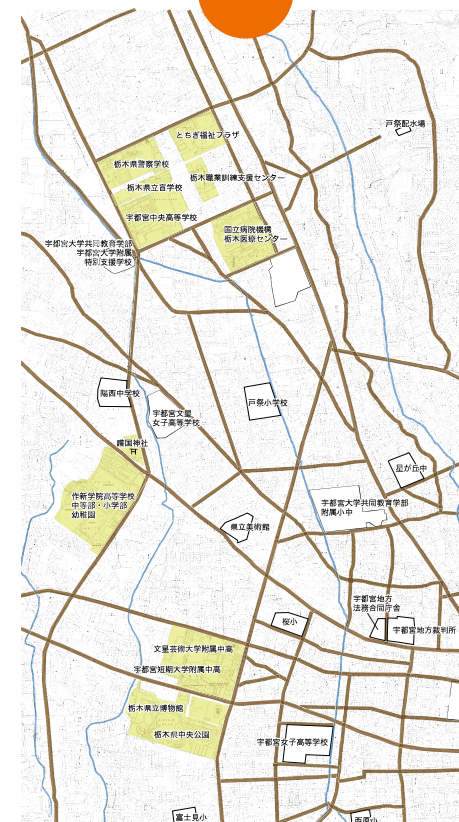 戸祭配水場
とちぎ福祉プラザ
栃木県警察学校
栃木職業訓練支援センター
栃木県立盲学校
宇都宮中央高等学校
国立病院機構
栃木医療センター
宇都宮大学共同教育学部
宇都宮大学附属
特別支援学校
陽西中学校
戸祭小学校
宇都宮文星
女子高等学校
護国神社
星が丘中
作新学院高等学校
中等部・小学部
幼稚園
宇都宮大学共同教育学部
附属小中
県立美術館
宇都宮地方
法務合同庁舎
桜小
宇都宮地方裁判所
文星芸術大学附属中高
宇都宮短期大学附属中高
栃木県立博物館
栃木県中央公園
宇都宮女子高等学校
富士見小
西原小